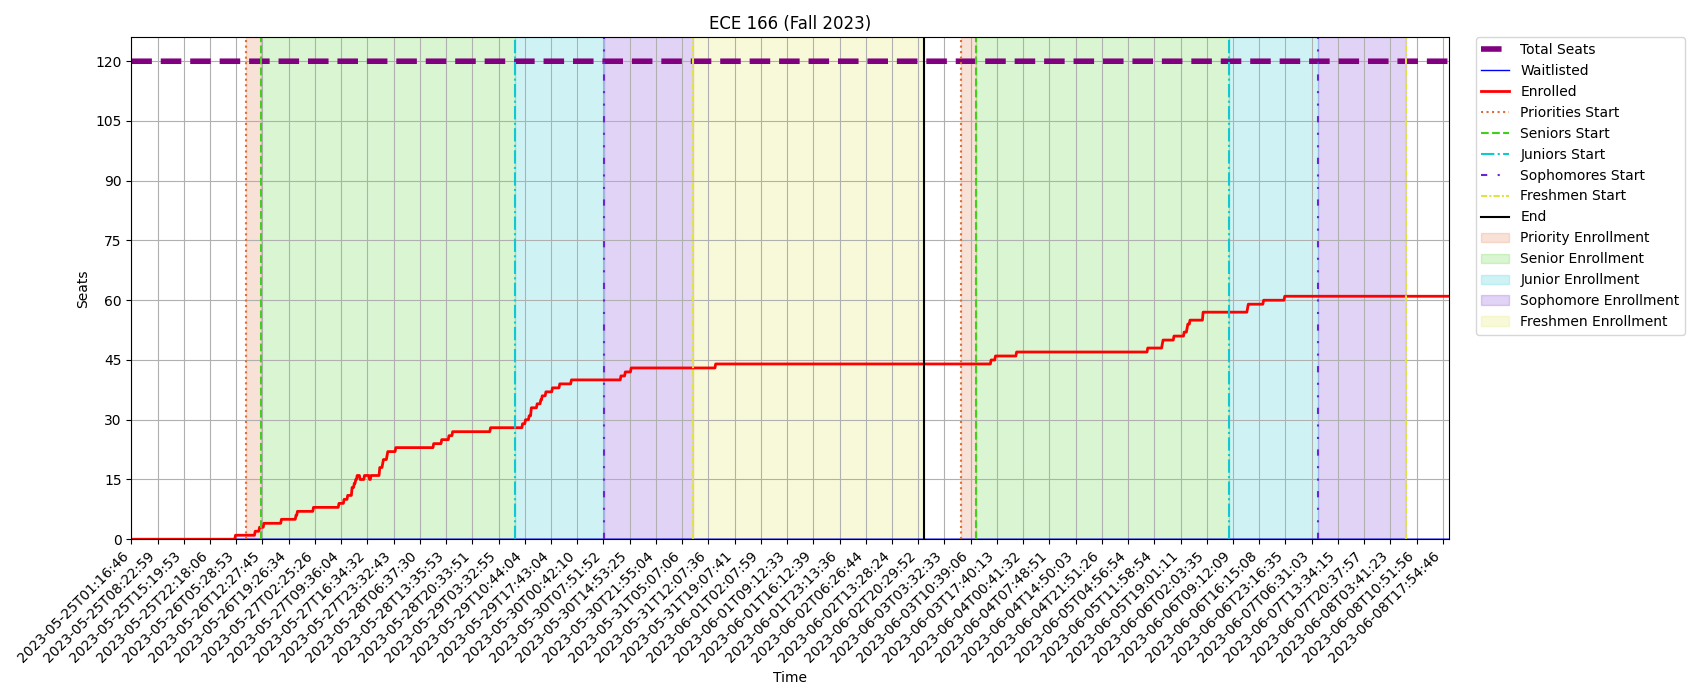 ECE 166 (Fall 2023)
Total Seats
Waitlisted
Enrolled
Priorities Start
Seniors Start
Juniors Start
Sophomores Start
Freshmen Start
End
Priority Enrollment
Senior Enrollment
Junior Enrollment
Sophomore Enrollment
Freshmen Enrollment
Seats
120
105
90
75
60
45
30
15
0
2023-05-25T01:16:46
2023-05-25T08:22:59
2023-05-25T15:19:53
2023-05-25T22:18:06
2023-05-26T05:28:53
2023-05-26T12:27:45
2023-05-26T19:26:34
2023-05-27T02:25:26
2023-05-27T09:36:04
2023-05-27T16:34:32
2023-05-27T23:32:43
2023-05-28T06:37:30
2023-05-28T13:35:53
2023-05-28T20:33:51
2023-05-29T03:32:55
2023-05-29T10:44:04
2023-05-29T17:43:04
2023-05-30T00:42:10
2023-05-30T07:51:52
2023-05-30T14:53:25
2023-05-30T21:55:04
2023-05-31T05:07:06
2023-05-31T12:07:36
2023-05-31T19:07:41
2023-06-01T02:07:59
2023-06-01T09:12:33
2023-06-01T16:12:39
2023-06-01T23:13:36
2023-06-02T06:26:44
2023-06-02T13:28:24
2023-06-02T20:29:52
2023-06-03T03:32:33
2023-06-03T10:39:06
2023-06-03T17:40:13
2023-06-04T00:41:32
2023-06-04T07:48:51
2023-06-04T14:50:03
2023-06-04T21:51:26
2023-06-05T04:56:54
2023-06-05T11:58:54
2023-06-05T19:01:11
2023-06-06T02:03:35
2023-06-06T09:12:09
2023-06-06T16:15:08
2023-06-06T23:16:35
2023-06-07T06:31:03
2023-06-07T13:34:15
2023-06-07T20:37:57
2023-06-08T03:41:23
2023-06-08T10:51:56
2023-06-08T17:54:46
Time